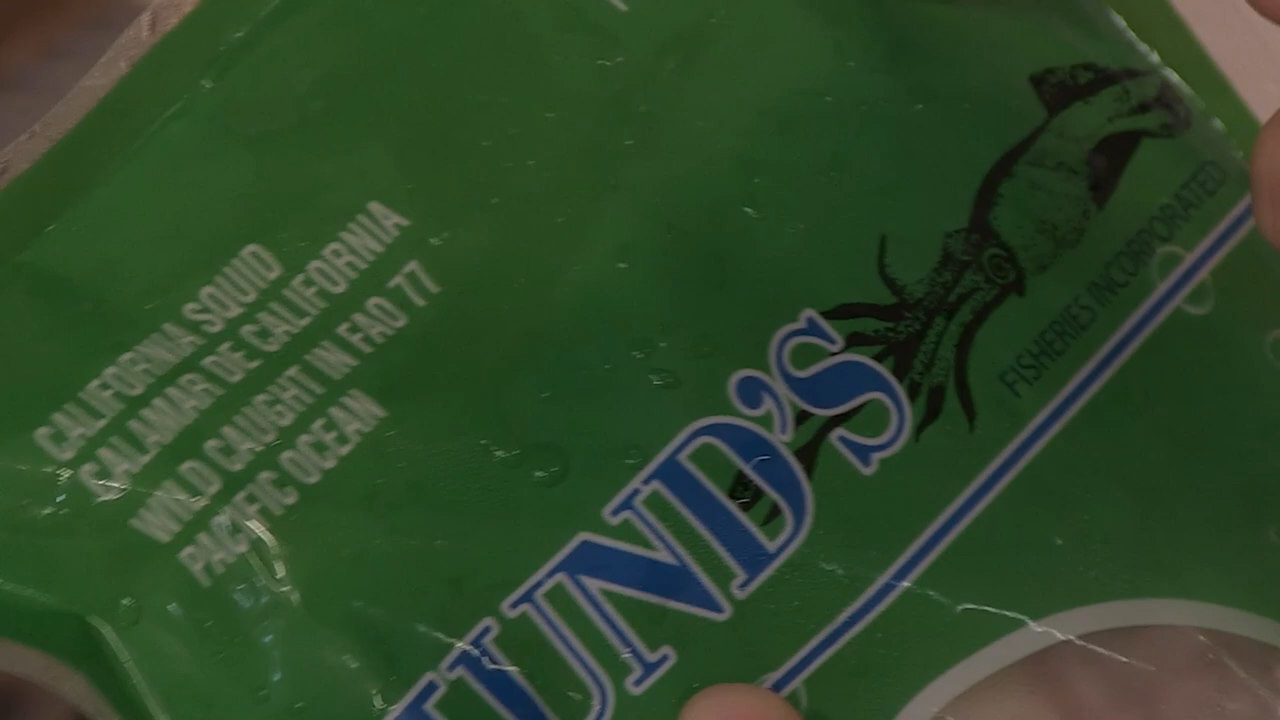 CALIFORNIA SQUID
CALAMAR DE CALIFORNIA
WILD CAUGHT IN FAO 77
PACIFIC OCEAN
UND'S
FISHERIES INCORPORATED